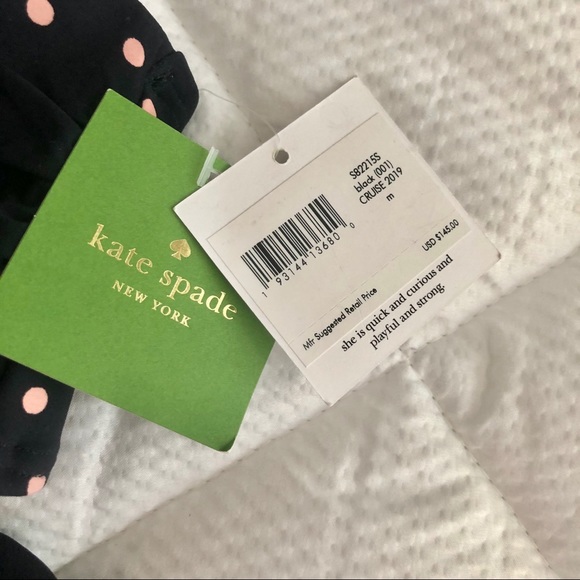 kate spade
NEW YORK
S82215S
black (001)
CRUISE 2019
m
1 93144 13680 0
USD $145.00
Mfr Suggested Retail Price
she is quick and curious and
playful and strong.